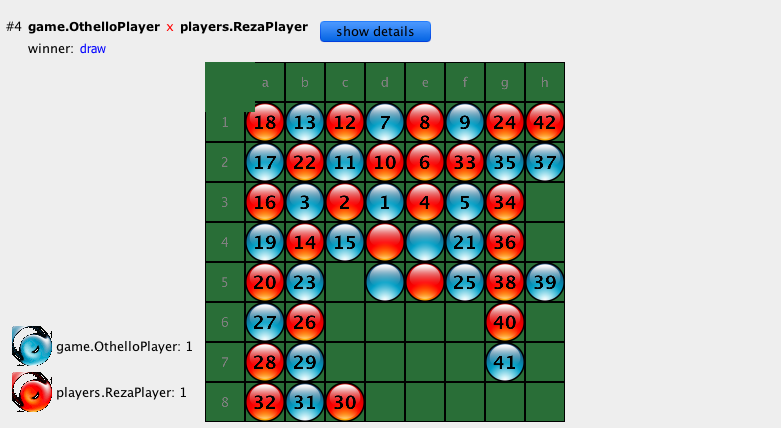 #4 game.OthelloPlayer x players.RezaPlayer show details
winner: draw
a b c d e f g h
1 18 13 12 7 8 9 24 42
2 17 22 11 10 6 33 35 37
3 16 3 2 1 4 5 34
4 19 14 15 21 36
5 20 23 25 38 39
6 27 26 40
7 28 29 41
8 32 31 30
game.OthelloPlayer: 1
players.RezaPlayer: 1